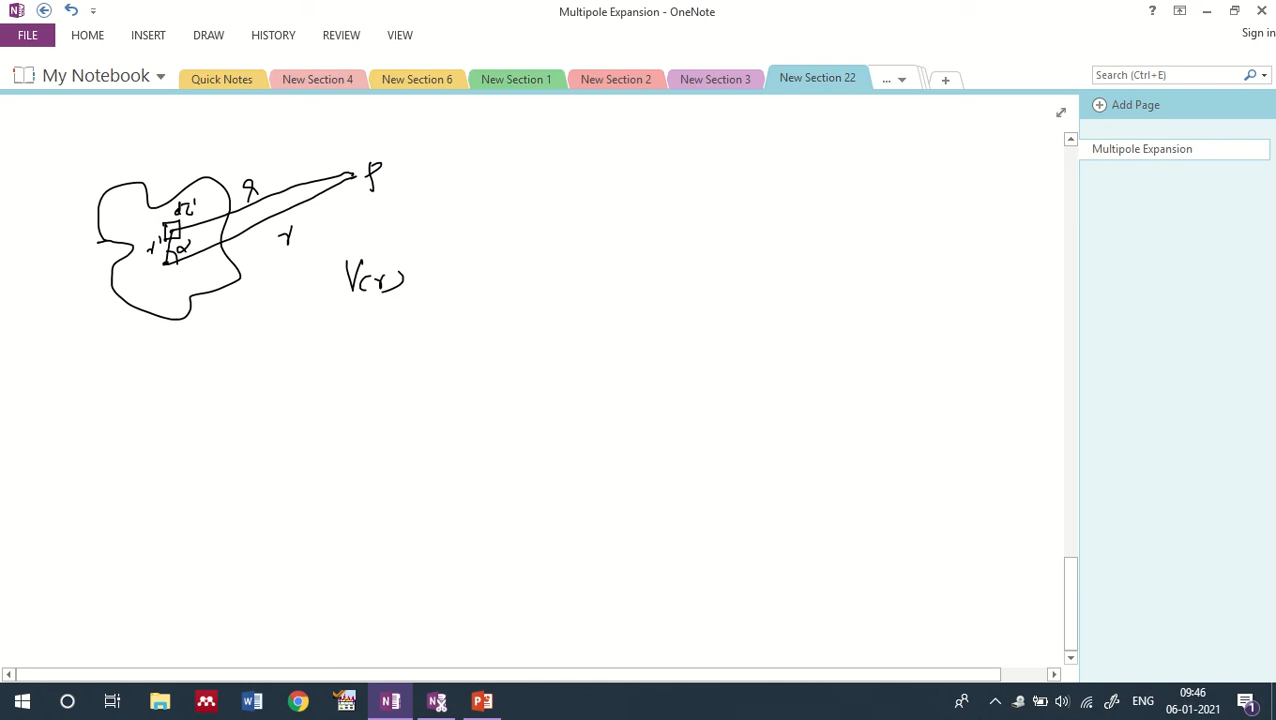 Multipole Expansion - OneNote
?
Sign in
FILE HOME INSERT DRAW HISTORY REVIEW VIEW
My Notebook Quick Notes New Section 4 New Section 6 New Section 1 New Section 2 New Section 3 New Section 22 ...
Search (Ctrl+E)
Add Page
Multipole Expansion
P
r' α
r
V(r)
ENG 09:46
06-01-2021